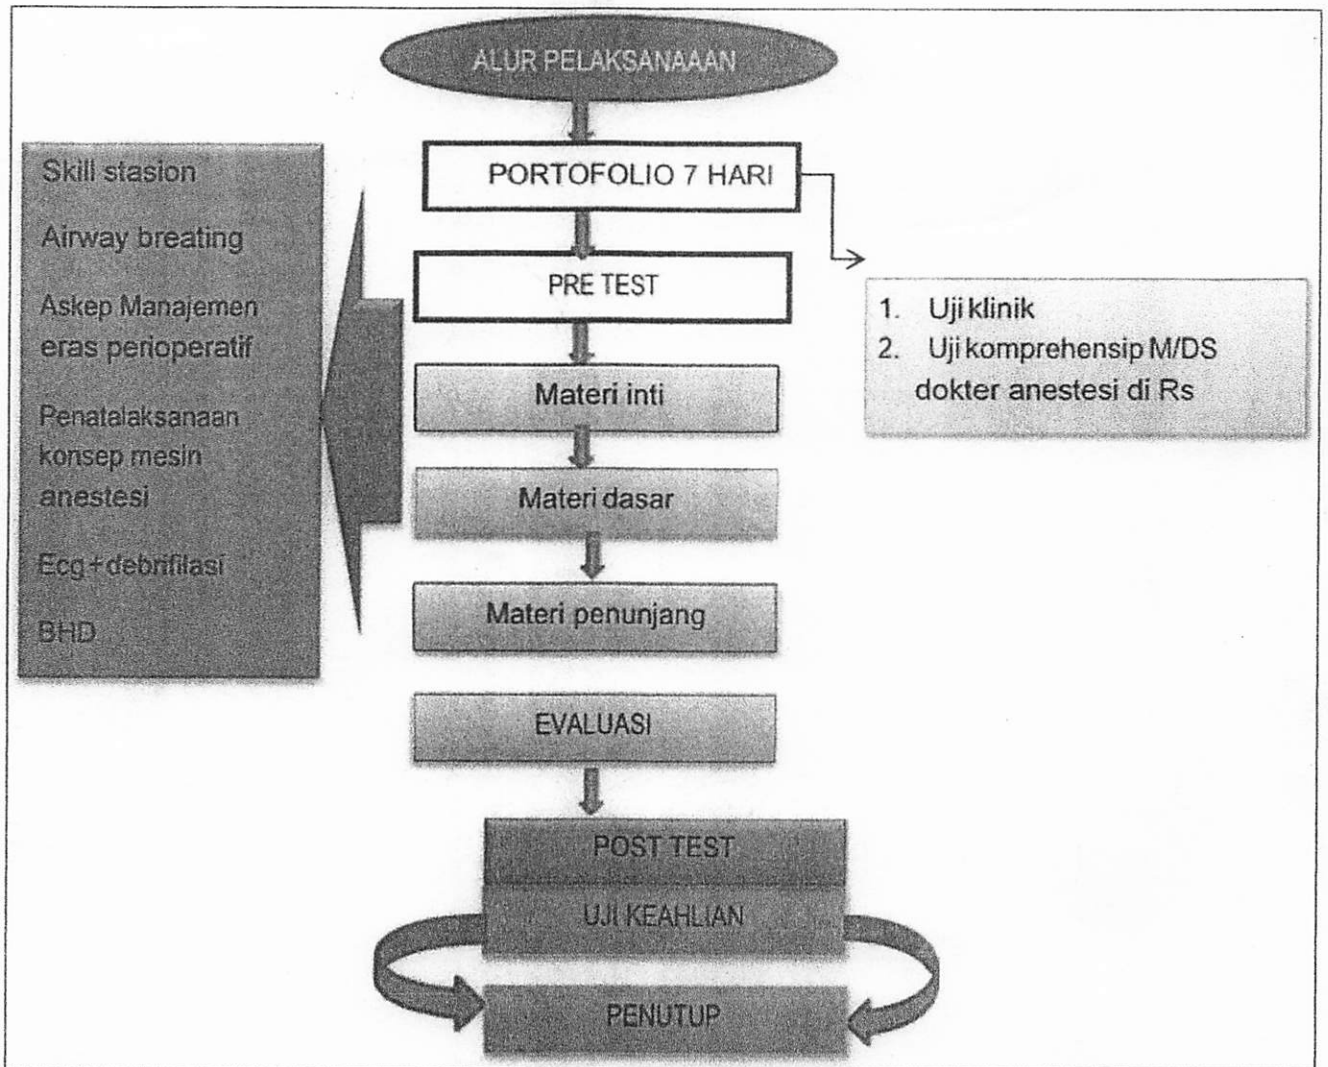 ALUR PELAKSANAAAN
PORTOFOLIO 7 HARI
PRE TEST
Materi inti
Materi dasar
Materi penunjang
EVALUASI
POST TEST
UJI KEAHLIAN
PENUTUP
Skill stasion
Airway breating
Askep Manajemen
eras perioperatif
Penatalaksanaan
konsep mesin
anestesi
Ecg+debrifilasi
BHD
1. Uji klinik
2. Uji komprehensip M/DS
dokter anestesi di Rs